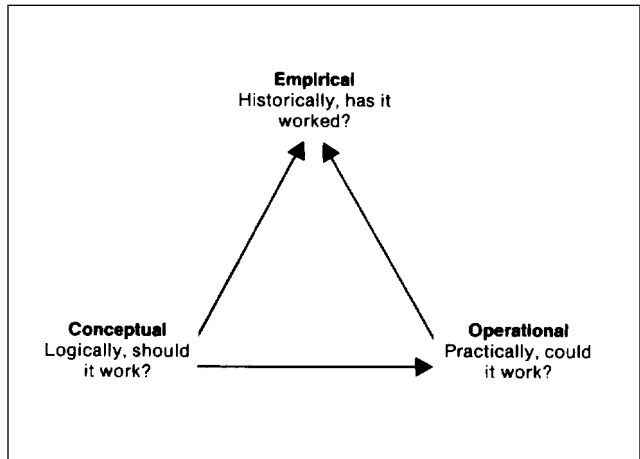 Empirical
Historically, has it
worked?
Conceptual
Logically, should
it work?
Operational
Practically, could
it work?